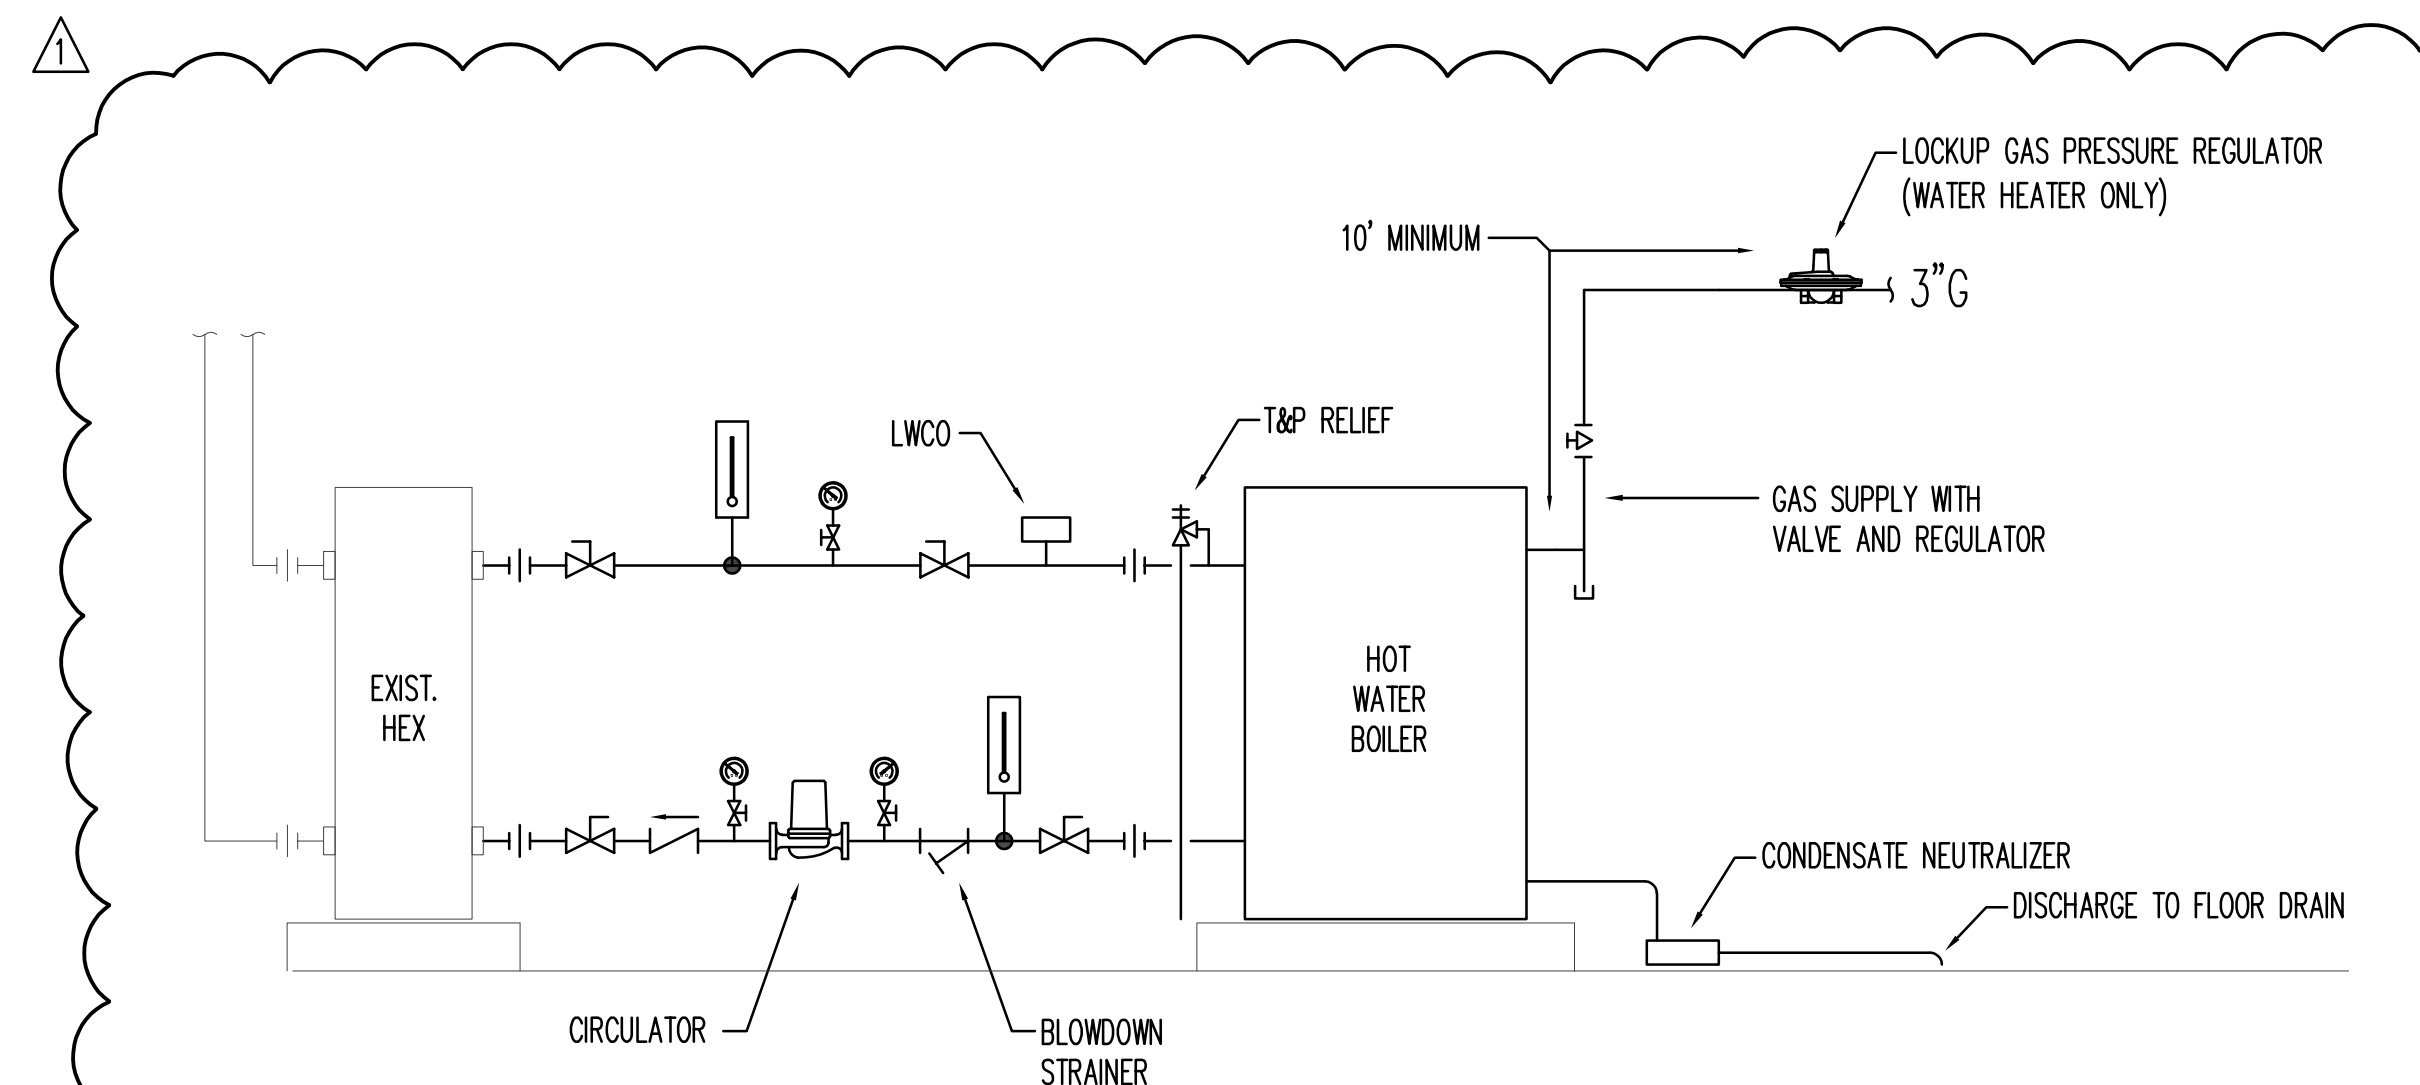 1
LOCKUP GAS PRESSURE REGULATOR
(WATER HEATER ONLY)
10' MINIMUM
3"G
T&P RELIEF
LWCO
GAS SUPPLY WITH
VALVE AND REGULATOR
EXIST.
HEX
HOT
WATER
BOILER
CONDENSATE NEUTRALIZER
DISCHARGE TO FLOOR DRAIN
CIRCULATOR
BLOWDOWN
STRAINER